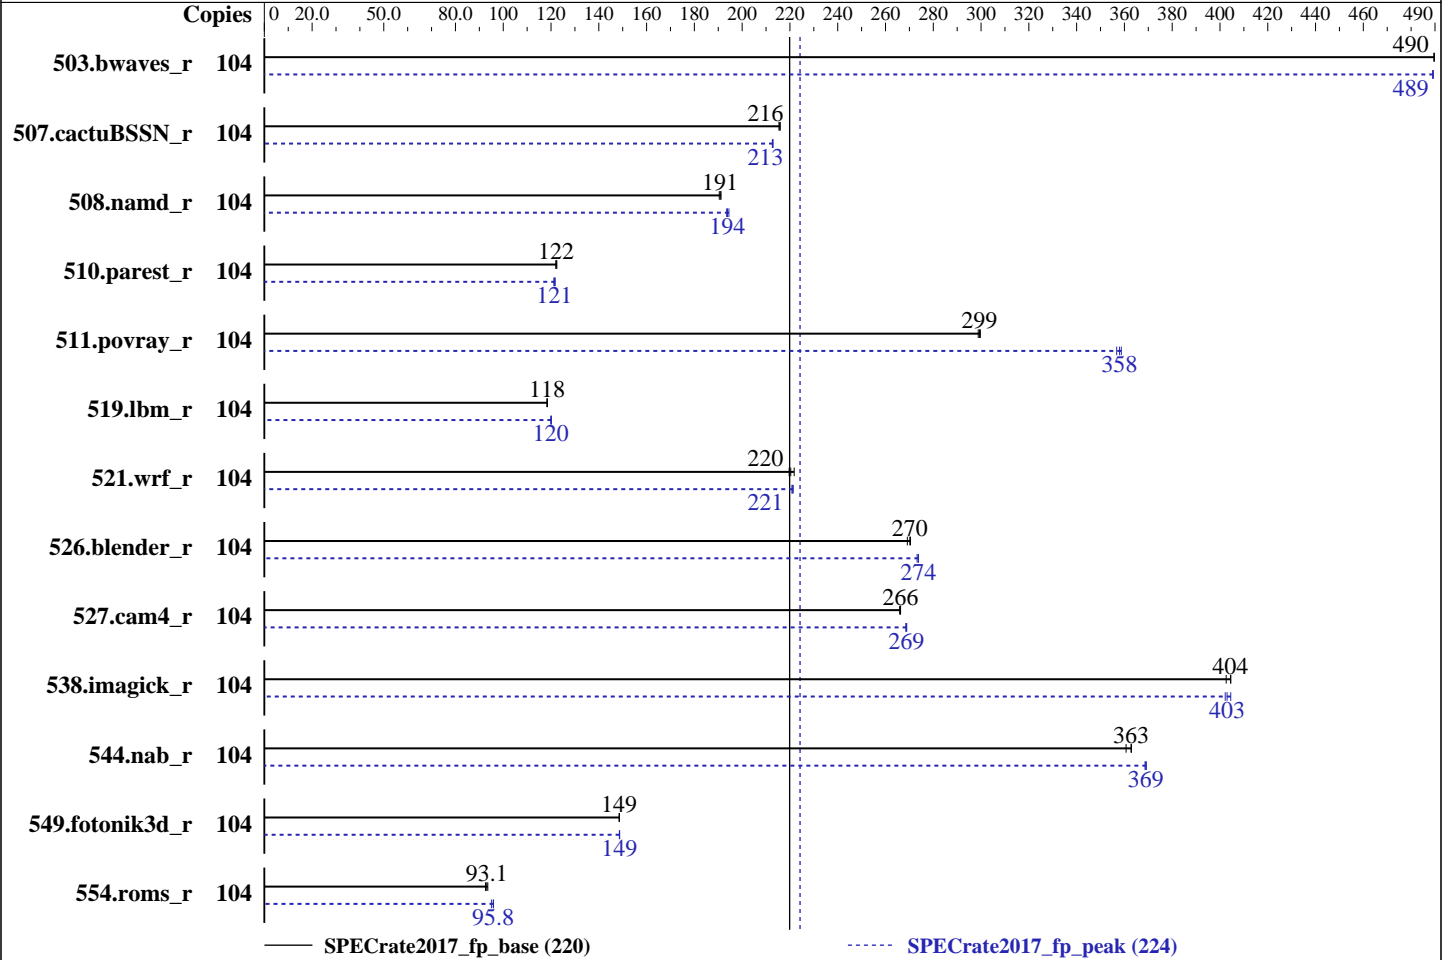 Copies 0 20.0 50.0 80.0 100 120 140 160 180 200 220 240 260 280 300 320 340 360 380 400 420 440 460 490
503.bwaves_r 104 490
489
507.cactuBSSN_r 104 216
213
508.namd_r 104 191
194
510.parest_r 104 122
121
511.povray_r 104 299
358
519.lbm_r 104 118
120
521.wrf_r 104 220
221
526.blender_r 104 270
274
527.cam4_r 104 266
269
538.imagick_r 104 404
403
544.nab_r 104 363
369
549.fotonik3d_r 104 149
149
554.roms_r 104 93.1
95.8
SPECrate2017_fp_base (220) SPECrate2017_fp_peak (224)